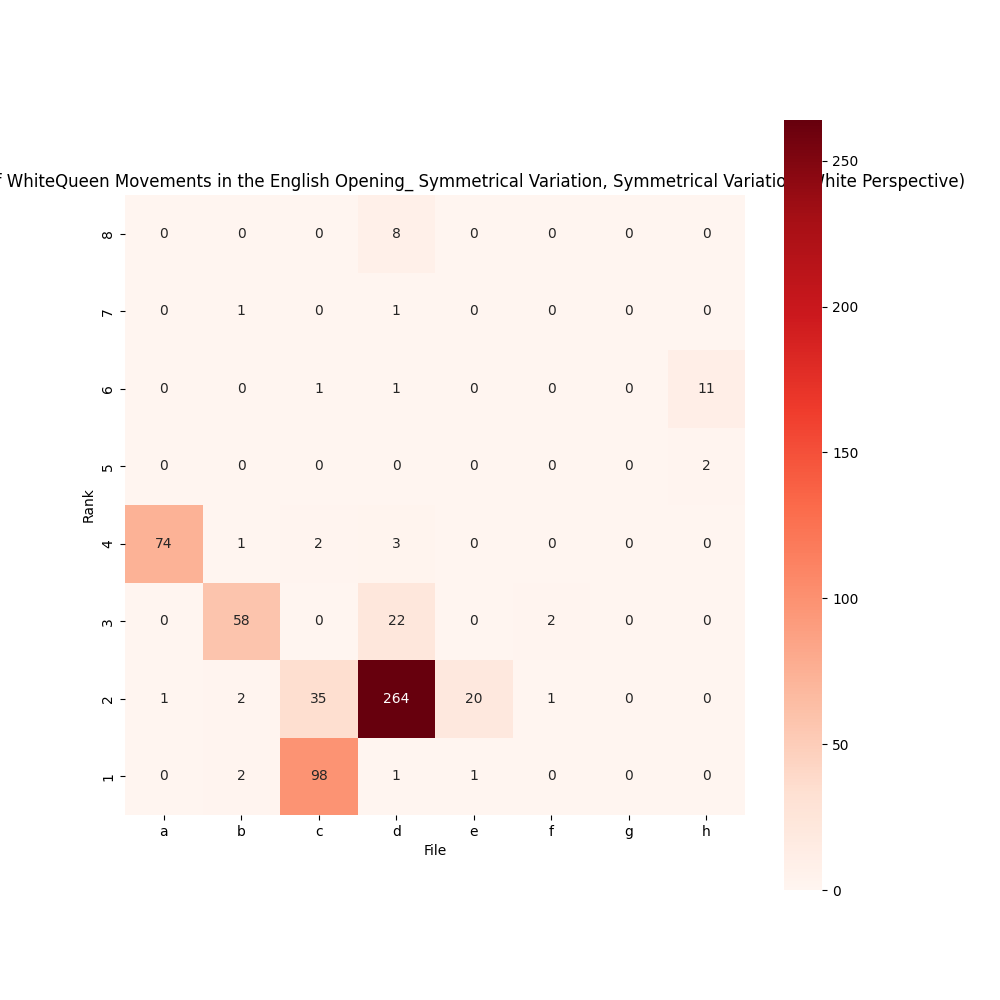 WhiteQueen Movements in the English Opening_ Symmetrical Variation, Symmetrical Variatio hite Perspective)
250
8 0 0 0 8 0 0 0 0
7 0 1 0 1 0 0 0 0
200
6 0 0 1 1 0 0 0 11
150
5 0 0 0 0 0 0 0 2
Rank
4 74 1 2 3 0 0 0 0
100
3 0 58 0 22 0 2 0 0
2 1 2 35 264 20 1 0 0
50
1 0 2 98 1 1 0 0 0
a b c d e f g h
File
0